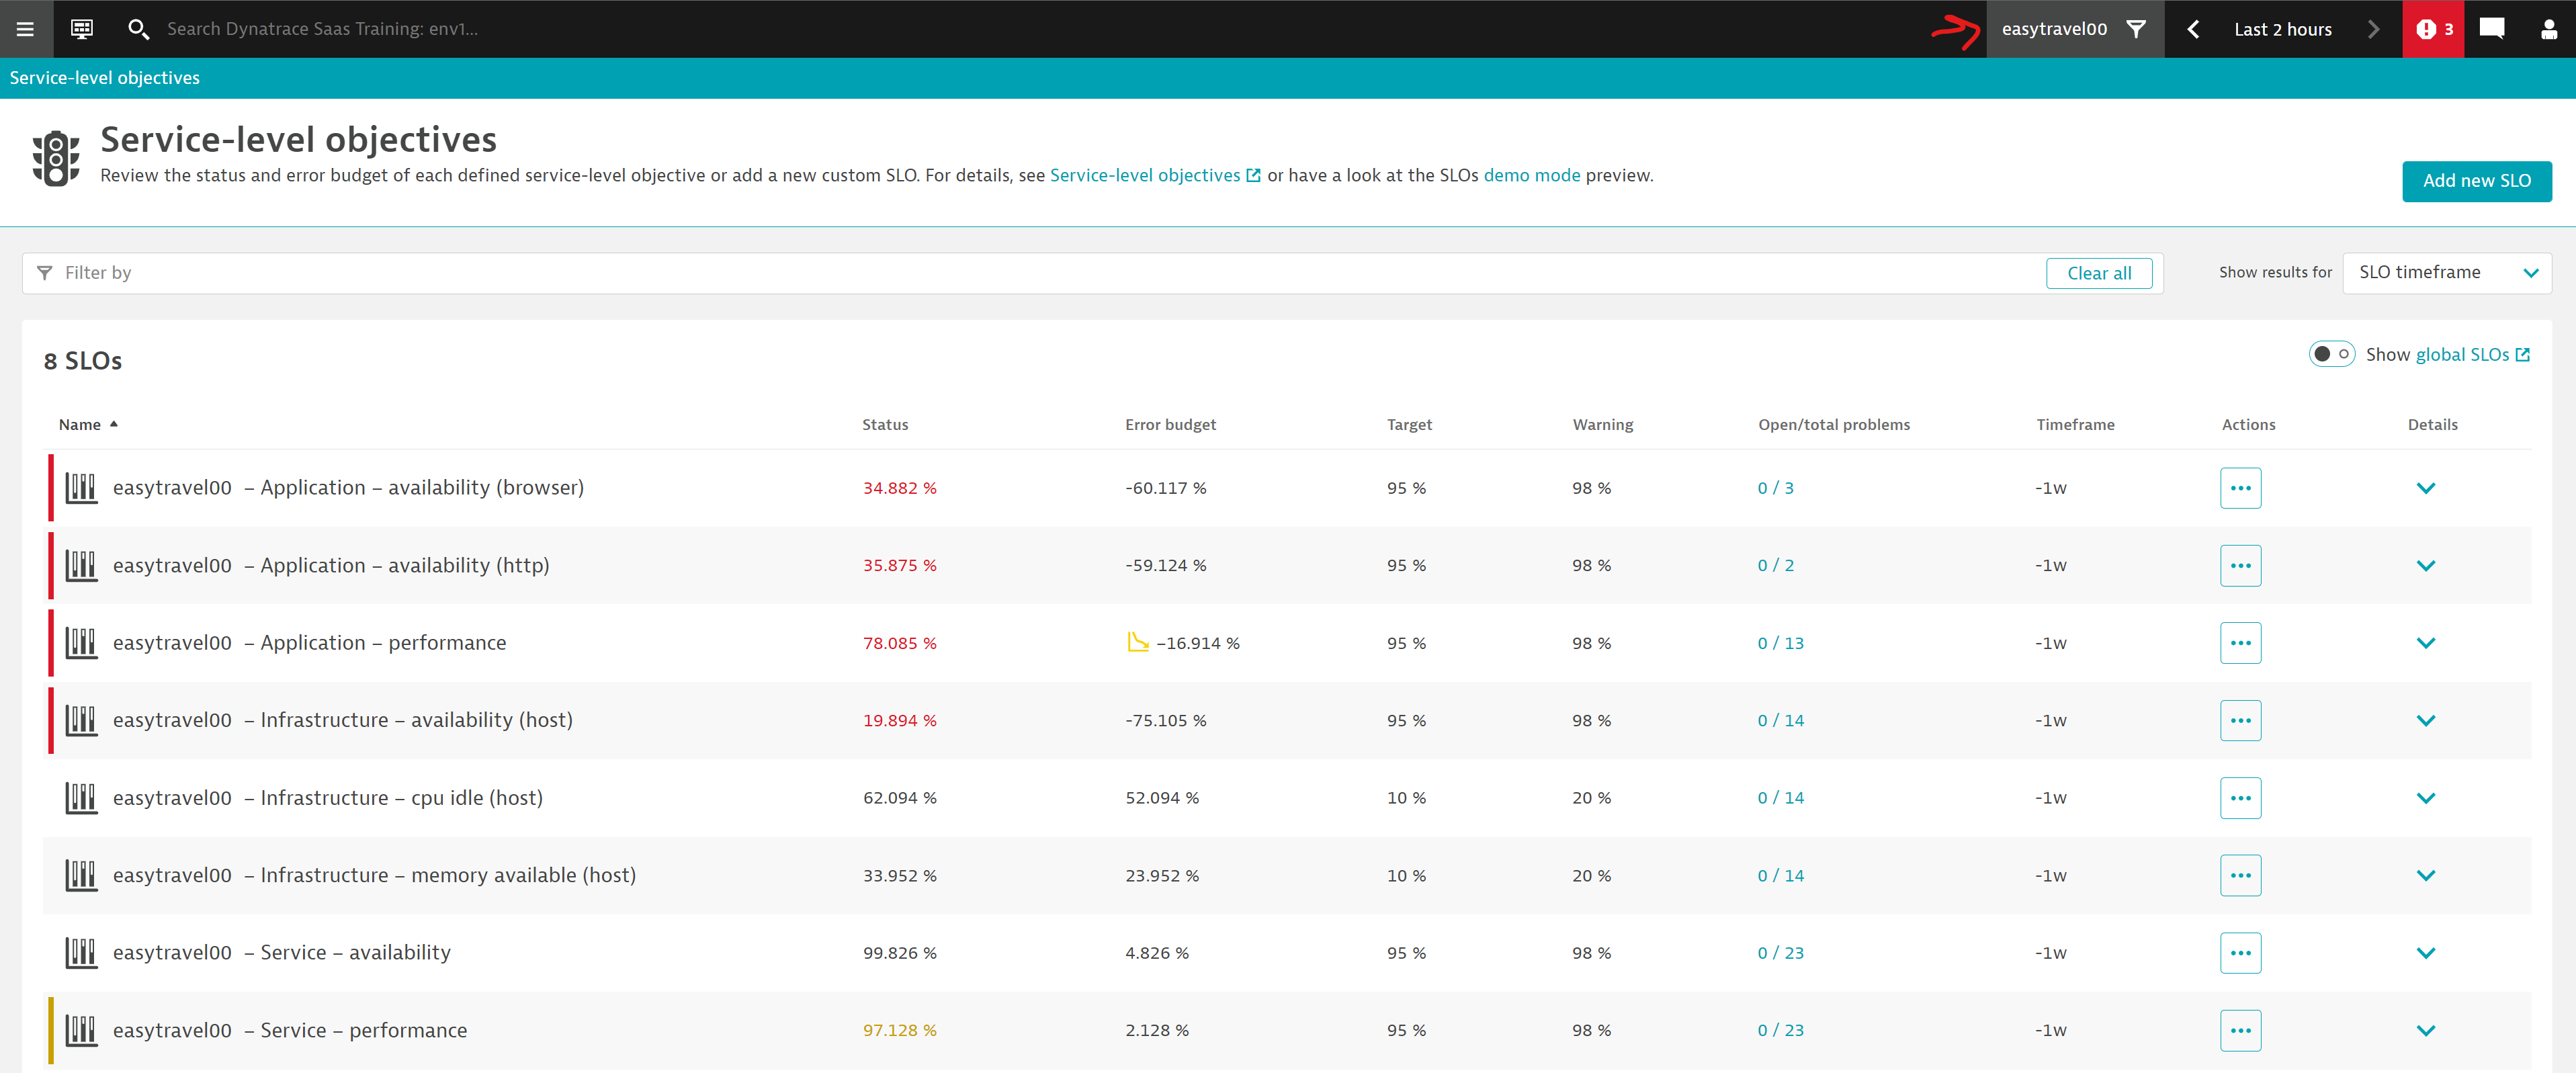 Search Dynatrace Saas Training: env1...
easytravel00
Last 2 hours
3
Service-level objectives
Service-level objectives
Review the status and error budget of each defined service-level objective or add a new custom SLO. For details, see Service-level objectives or have a look at the SLOs demo mode preview.
Add new SLO
Filter by
Clear all
Show results for
SLO timeframe
8 SLOs
Show global SLOs
Name Status Error budget Target Warning Open/total problems Timeframe Actions Details
easytravel00 – Application – availability (browser) 34.882 % -60.117 % 95 % 98 % 0 / 3 -1w
easytravel00 – Application – availability (http) 35.875 % -59.124 % 95 % 98 % 0 / 2 -1w
easytravel00 – Application – performance 78.085 % –16.914 % 95 % 98 % 0 / 13 -1w
easytravel00 – Infrastructure – availability (host) 19.894 % -75.105 % 95 % 98 % 0 / 14 -1w
easytravel00 – Infrastructure – cpu idle (host) 62.094 % 52.094 % 10 % 20 % 0 / 14 -1w
easytravel00 – Infrastructure – memory available (host) 33.952 % 23.952 % 10 % 20 % 0 / 14 -1w
easytravel00 – Service – availability 99.826 % 4.826 % 95 % 98 % 0 / 23 -1w
easytravel00 – Service – performance 97.128 % 2.128 % 95 % 98 % 0 / 23 -1w